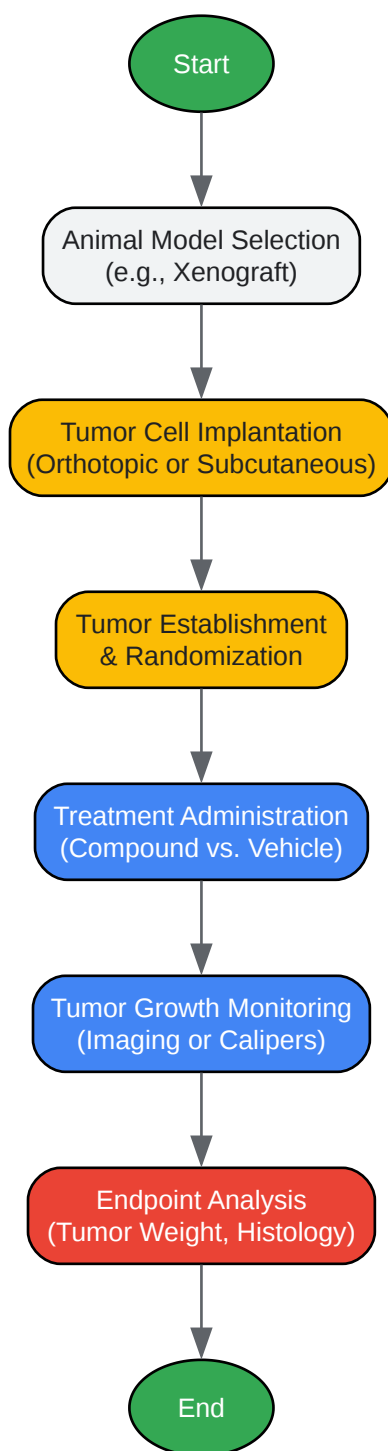 Start
Animal Model Selection
(e.g., Xenograft)
Tumor Cell Implantation
(Orthotopic or Subcutaneous)
Tumor Establishment
& Randomization
Treatment Administration
(Compound vs. Vehicle)
Tumor Growth Monitoring
(Imaging or Calipers)
Endpoint Analysis
(Tumor Weight, Histology)
End